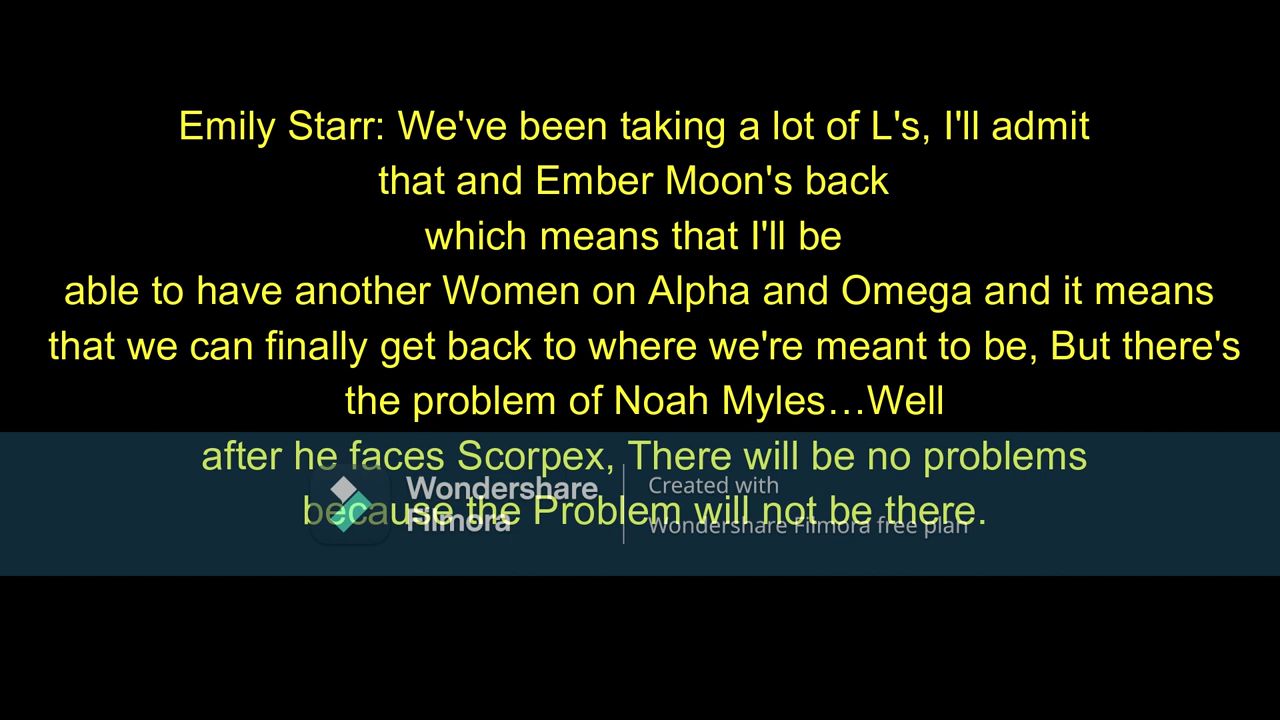 Emily Starr: We've been taking a lot of L's, I'll admit
that and Ember Moon's back
which means that I'll be
able to have another Women on Alpha and Omega and it means
that we can finally get back to where we're meant to be, But there's
the problem of Noah Myles…Well
after he faces Scorpex, There will be no problems
because the Problem will not be there.
Wondershare
Filmora
Created with
Wondershare Filmora free plan